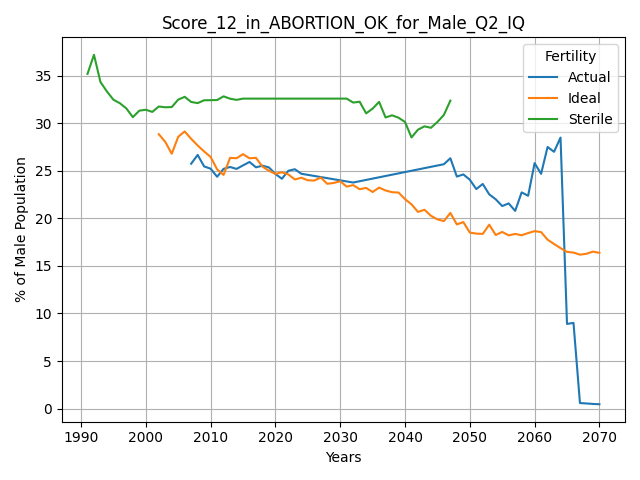 Score_12_in_ABORTION_OK_for_Male_Q2_IQ
Fertility
Actual
Ideal
Sterile
% of Male Population
35
30
25
20
15
10
5
0
1990 2000 2010 2020 2030 2040 2050 2060 2070
Years